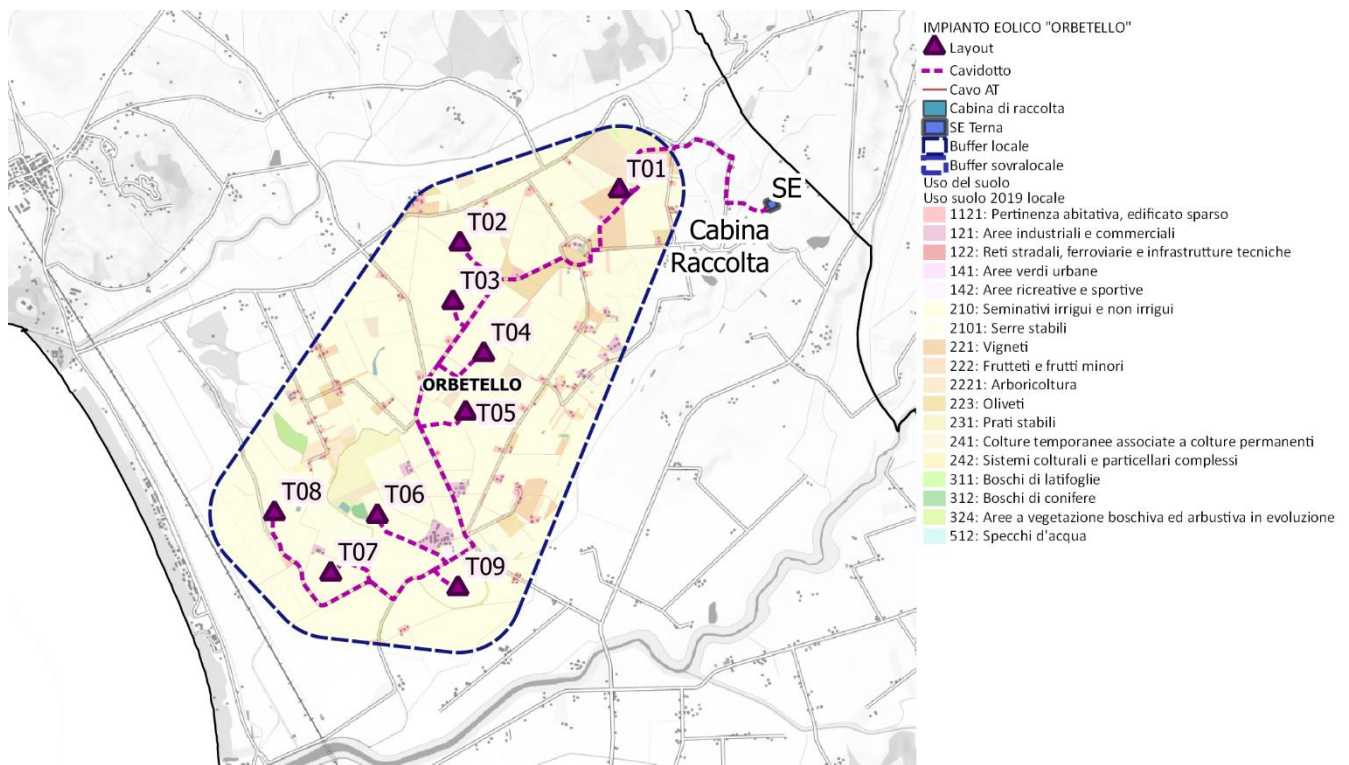 T01
SE
T02
Cabina
Raccolta
T03
T04
ORBETELLO
T05
T08
T06
T07
T09
IMPIANTO EOLICO "ORBETELLO"
Layout
Cavidotto
Cavo AT
Cabina di raccolta
SE Terna
Buffer locale
Buffer sovralocale
Uso del suolo
Uso suolo 2019 locale
1121: Pertinenza abitativa, edificato sparso
121: Aree industriali e commerciali
122: Reti stradali, ferroviarie e infrastrutture tecniche
141: Aree verdi urbane
142: Aree ricreative e sportive
210: Seminativi irrigui e non irrigui
2101: Serre stabili
221: Vigneti
222: Frutteti e frutti minori
2221: Arboricoltura
223: Oliveti
231: Prati stabili
241: Colture temporanee associate a colture permanenti
242: Sistemi colturali e particellari complessi
311: Boschi di latifoglie
312: Boschi di conifere
324: Aree a vegetazione boschiva ed arbustiva in evoluzione
512: Specchi d'acqua